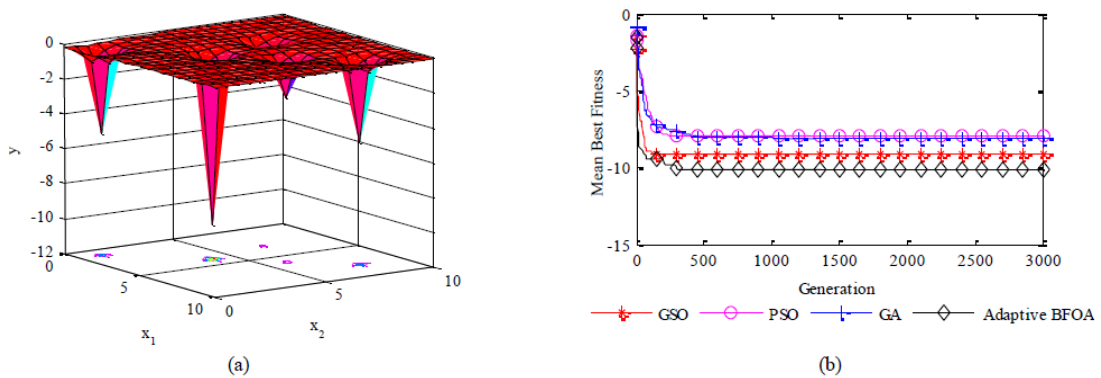 0
-2
-4
-6
-8
-10
-12
y
0
5
10
x1
0
5
10
x2
(a)
0
-5
-10
-15
Mean Best Fitness
0 500 1000 1500 2000 2500 3000
Generation
GSO PSO GA Adaptive BFOA
(b)